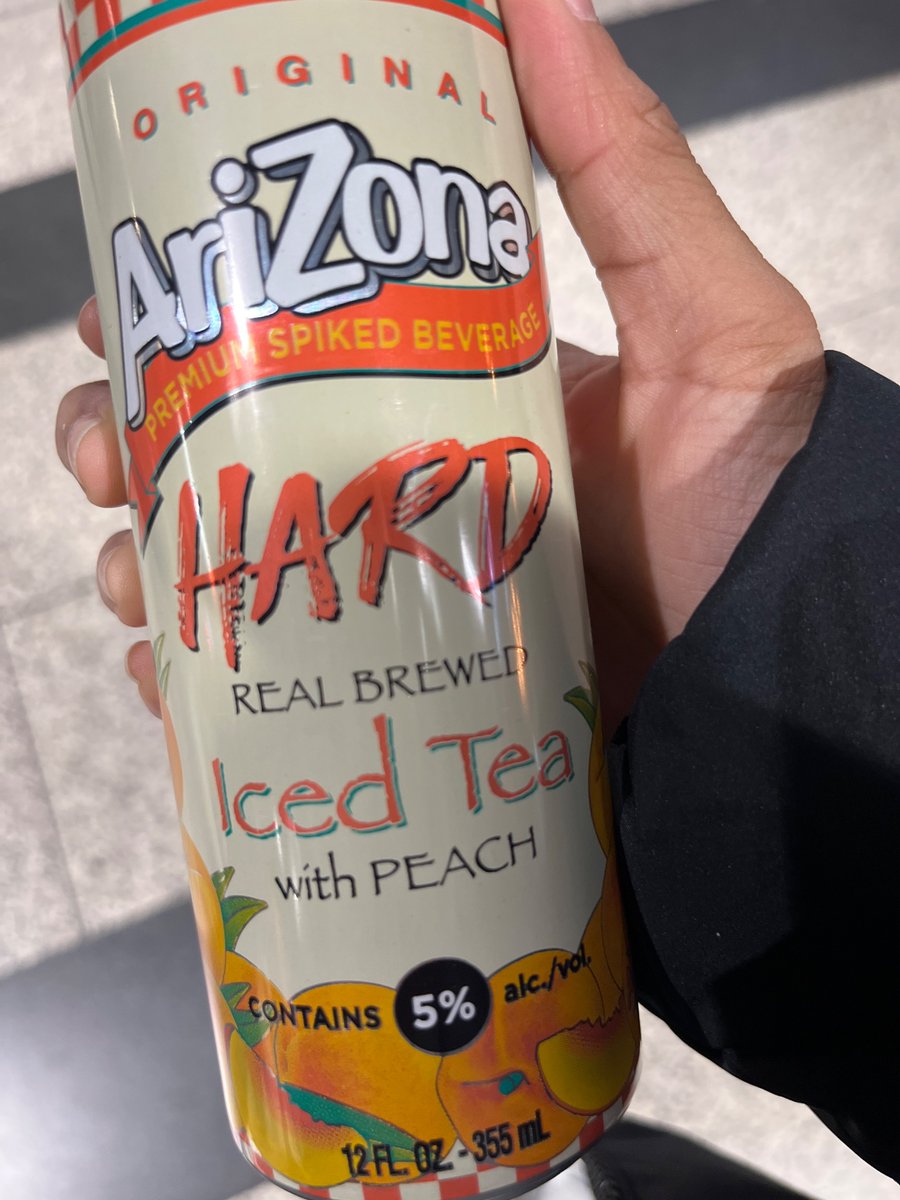 ORIGINAL
AriZona
PREMIUM SPIKED BEVERAGE
HARD
REAL BREWED
Iced Tea
with PEACH
CONTAINS 5% alc./vol.
12 FL. OZ. - 355 mL